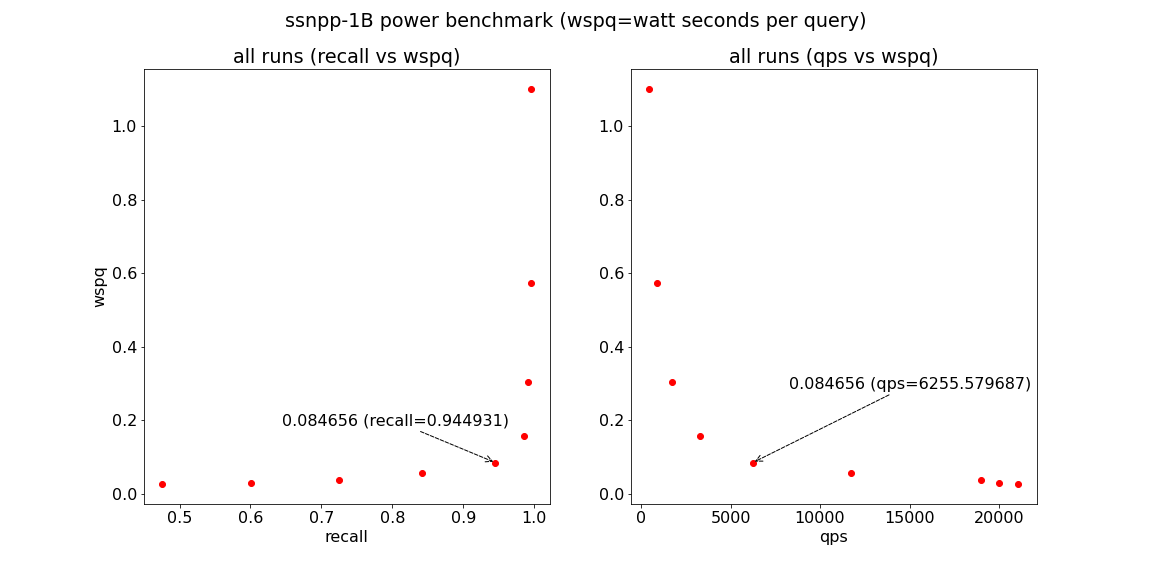 ssnpp-1B power benchmark (wspq=watt seconds per query)
all runs (recall vs wspq)
1.0
0.8
0.6
0.4
0.2
0.0
wspq
0.084656 (recall=0.944931)
0.5 0.6 0.7 0.8 0.9 1.0
recall
all runs (qps vs wspq)
1.0
0.8
0.6
0.4
0.2
0.0
0.084656 (qps=6255.579687)
0 5000 10000 15000 20000
qps